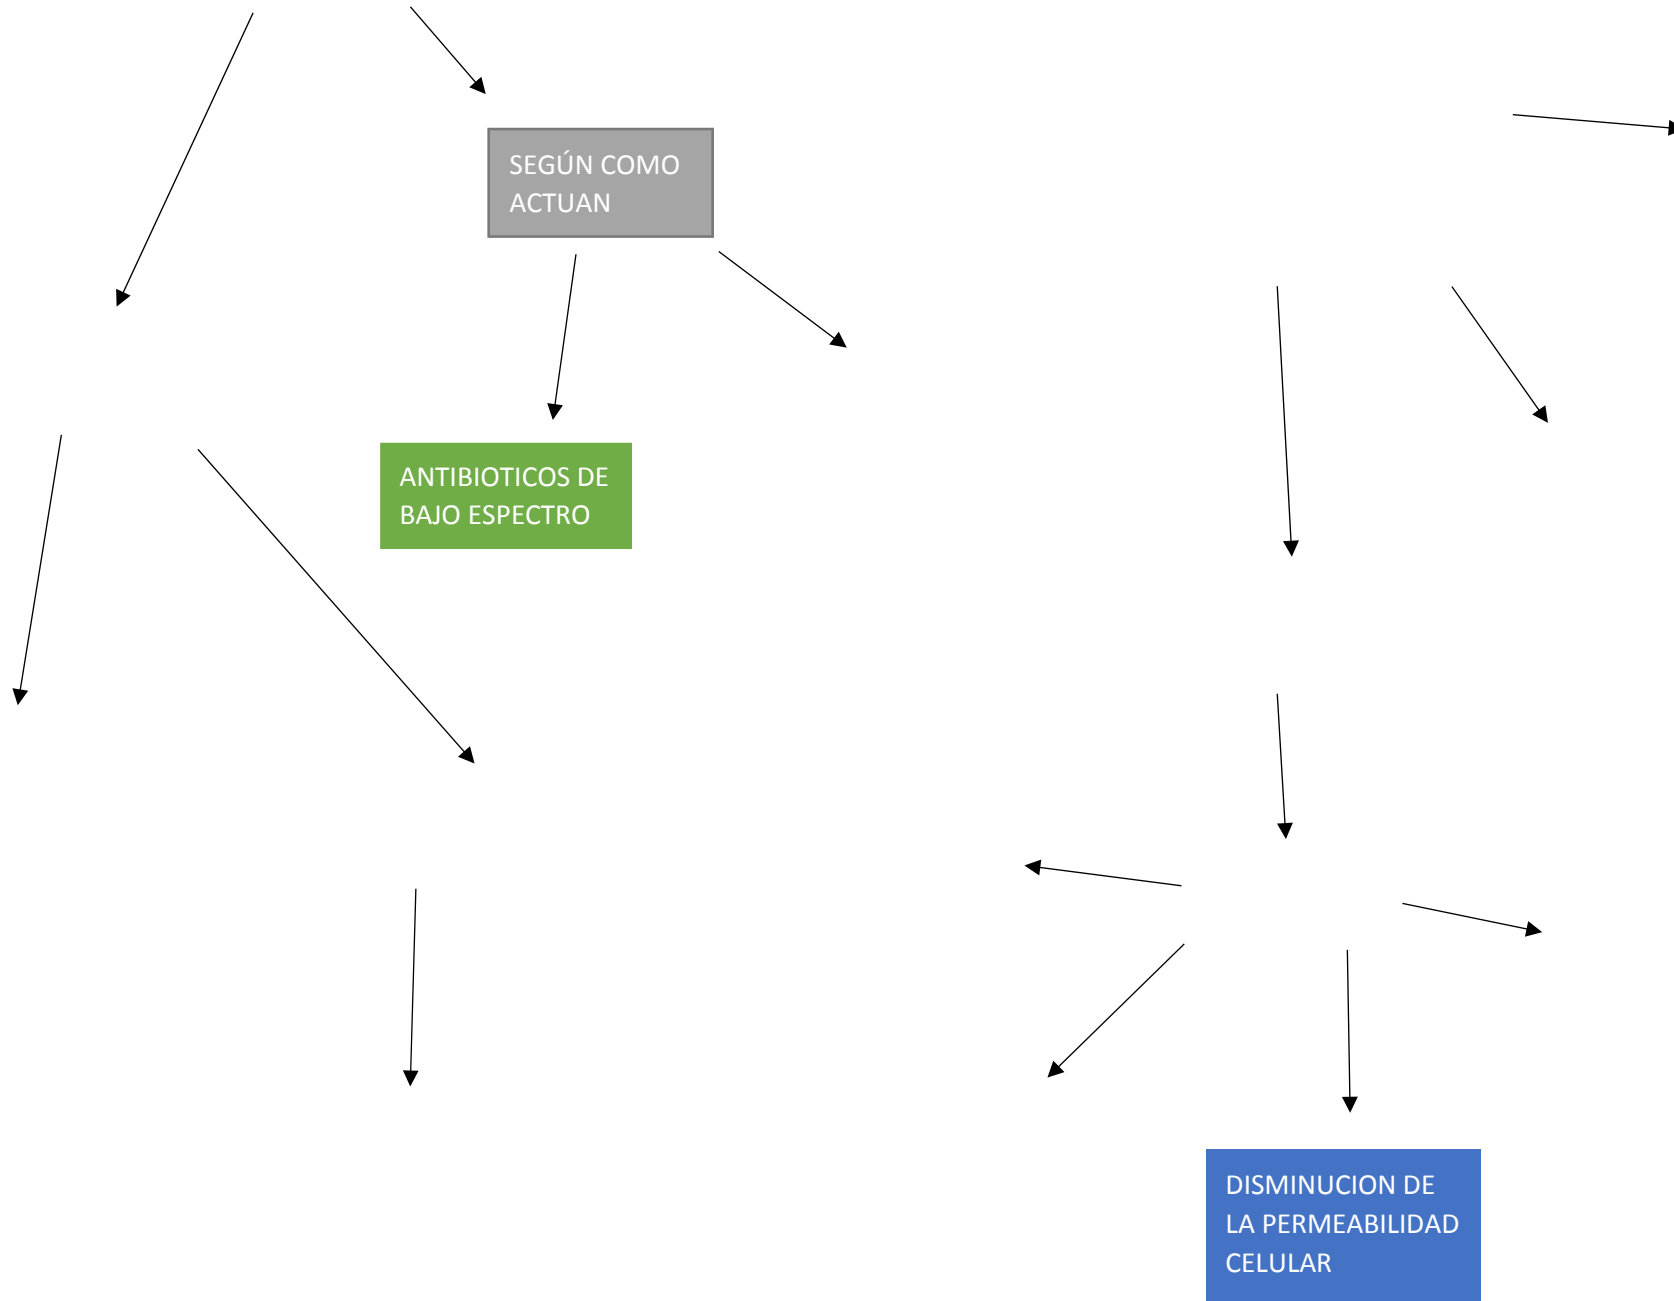 SEGÚN COMO
ACTUAN
ANTIBIOTICOS DE
BAJO ESPECTRO
DISMINUCION DE
LA PERMEABILIDAD
CELULAR